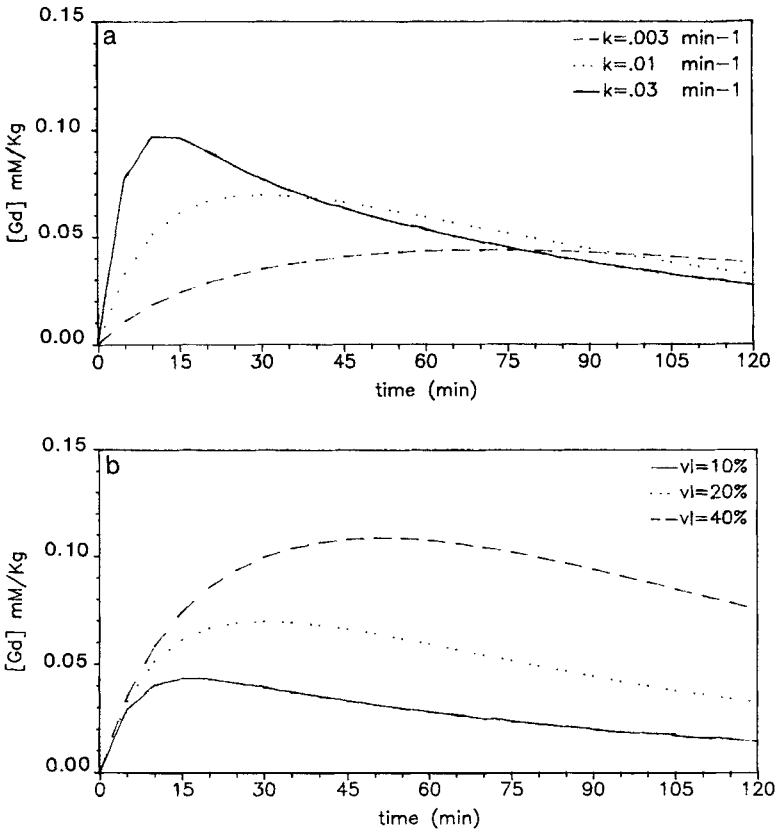 a
0.15
0.10
0.05
0.00
[Gd] mM/Kg
k=.003 min-1
k=.01 min-1
k=.03 min-1
0 15 30 45 60 75 90 105 120
time (min)
b
0.15
0.10
0.05
0.00
[Gd] mM/Kg
vl=10%
vl=20%
vl=40%
0 15 30 45 60 75 90 105 120
time (min)